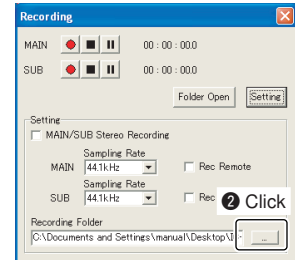 Recording
MAIN 00 : 00 : 00.0
SUB 00 : 00 : 00.0
Folder Open Setting
Setting
MAIN/SUB Stereo Recording
Sampling Rate
MAIN 44.1kHz Rec Remote
Sampling Rate
SUB 44.1kHz Rec
❷ Click
Recording Folder
C:\Documents and Settings\manual\Desktop\ ...